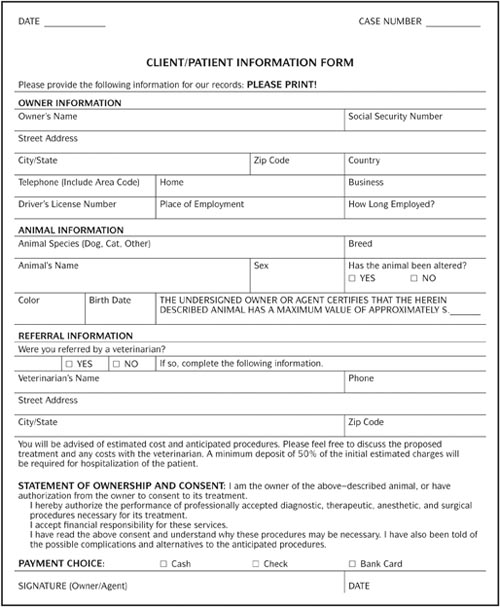 DATE ____________ CASE NUMBER ___________
CLIENT/PATIENT INFORMATION FORM
Please provide the following information for our records: PLEASE PRINT!
OWNER INFORMATION
Owner's Name Social Security Number
Street Address
City/State Zip Code Country
Telephone (Include Area Code) Home Business
Driver's License Number Place of Employment How Long Employed?
ANIMAL INFORMATION
Animal Species (Dog, Cat, Other) Breed
Animal's Name Sex Has the animal been altered?
☐ YES ☐ NO
Color Birth Date THE UNDERSIGNED OWNER OR AGENT CERTIFIES THAT THE HEREIN
DESCRIBED ANIMAL HAS A MAXIMUM VALUE OF APPROXIMATELY S.______
REFERRAL INFORMATION
Were you referred by a veterinarian?
☐ YES ☐ NO If so, complete the following information.
Veterinarian's Name Phone
Street Address
City/State Zip Code
You will be advised of estimated cost and anticipated procedures. Please feel free to discuss the proposed
treatment and any costs with the veterinarian. A minimum deposit of 50% of the initial estimated charges will
be required for hospitalization of the patient.
STATEMENT OF OWNERSHIP AND CONSENT: I am the owner of the above-described animal, or have
authorization from the owner to consent to its treatment.
I hereby authorize the performance of professionally accepted diagnostic, therapeutic, anesthetic, and surgical
procedures necessary for its treatment.
I accept financial responsibility for these services.
I have read the above consent and understand why these procedures may be necessary. I have also been told of
the possible complications and alternatives to the anticipated procedures.
PAYMENT CHOICE: ☐ Cash ☐ Check ☐ Bank Card
SIGNATURE (Owner/Agent) DATE